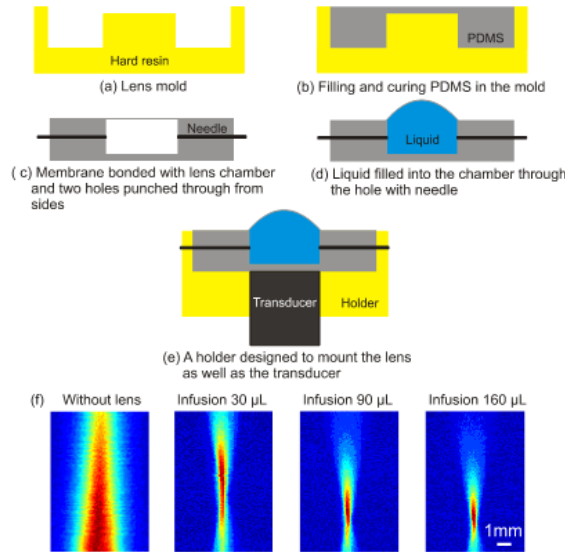 Hard resin
(a) Lens mold
PDMS
(b) Filling and curing PDMS in the mold
Needle
( c) Membrane bonded with lens chamber
and two holes punched through from
sides
Liquid
(d) Liquid filled into the chamber through
the hole with needle
Transducer
Holder
(e) A holder designed to mount the lens
as well as the transducer
(f)
Without lens
Infusion 30 µL
Infusion 90 µL
Infusion 160 µL
1mm